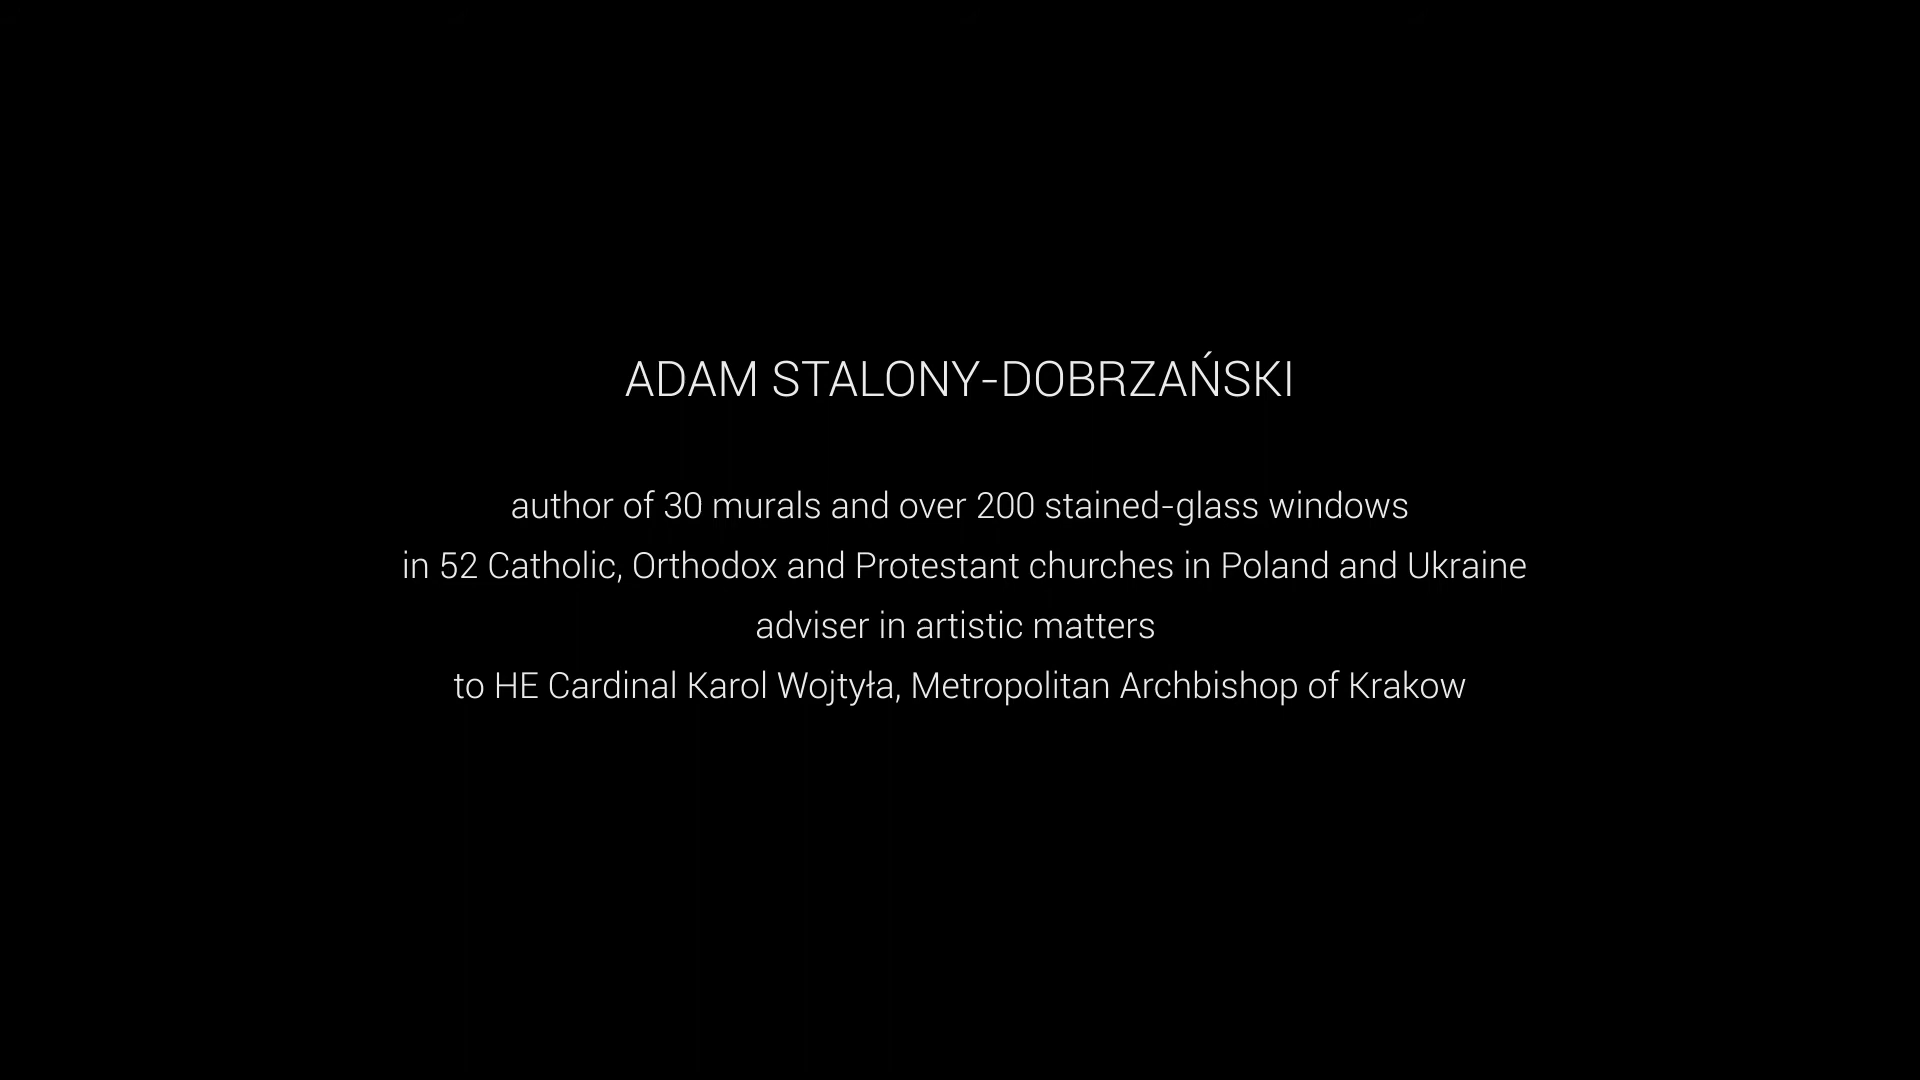 ADAM STALONY-DOBRZAŃSKI
author of 30 murals and over 200 stained-glass windows
in 52 Catholic, Orthodox and Protestant churches in Poland and Ukraine
adviser in artistic matters
to HE Cardinal Karol Wojtyła, Metropolitan Archbishop of Krakow